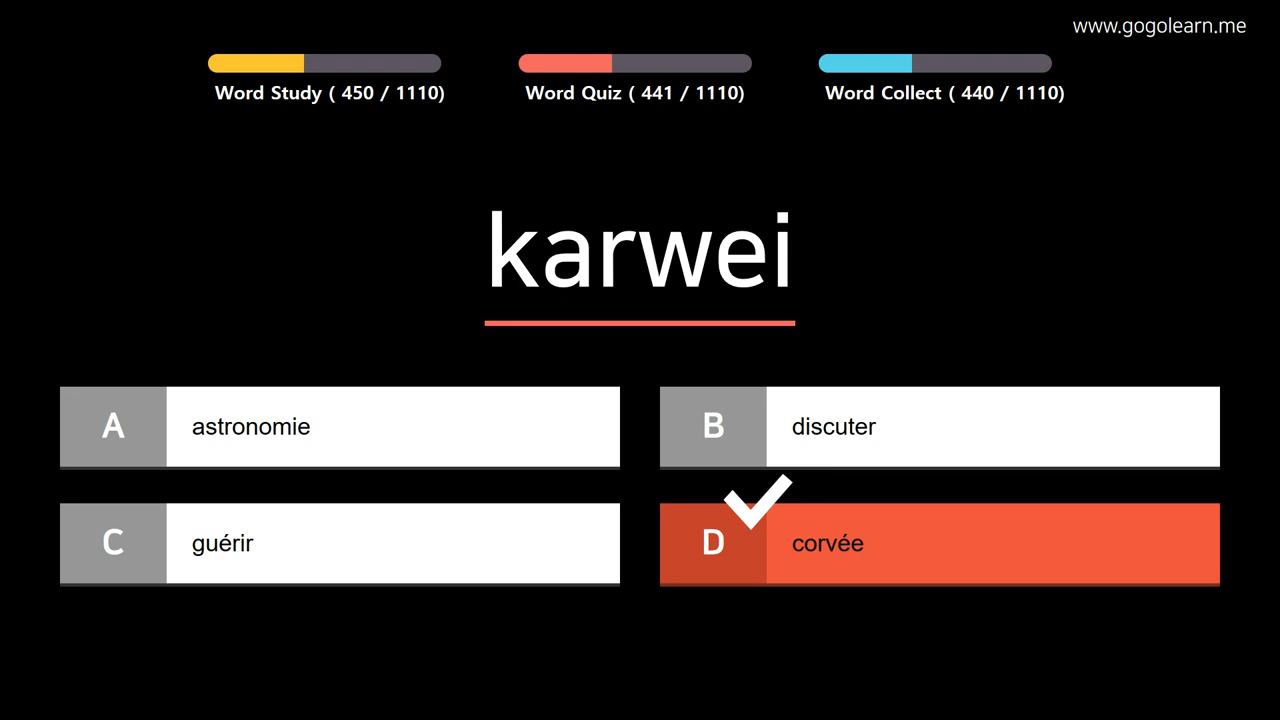 www.gogolearn.me
Word Study ( 450 / 1110)
Word Quiz ( 441 / 1110)
Word Collect ( 440 / 1110)
karwei
A astronomie
B discuter
C guérir
D corvée